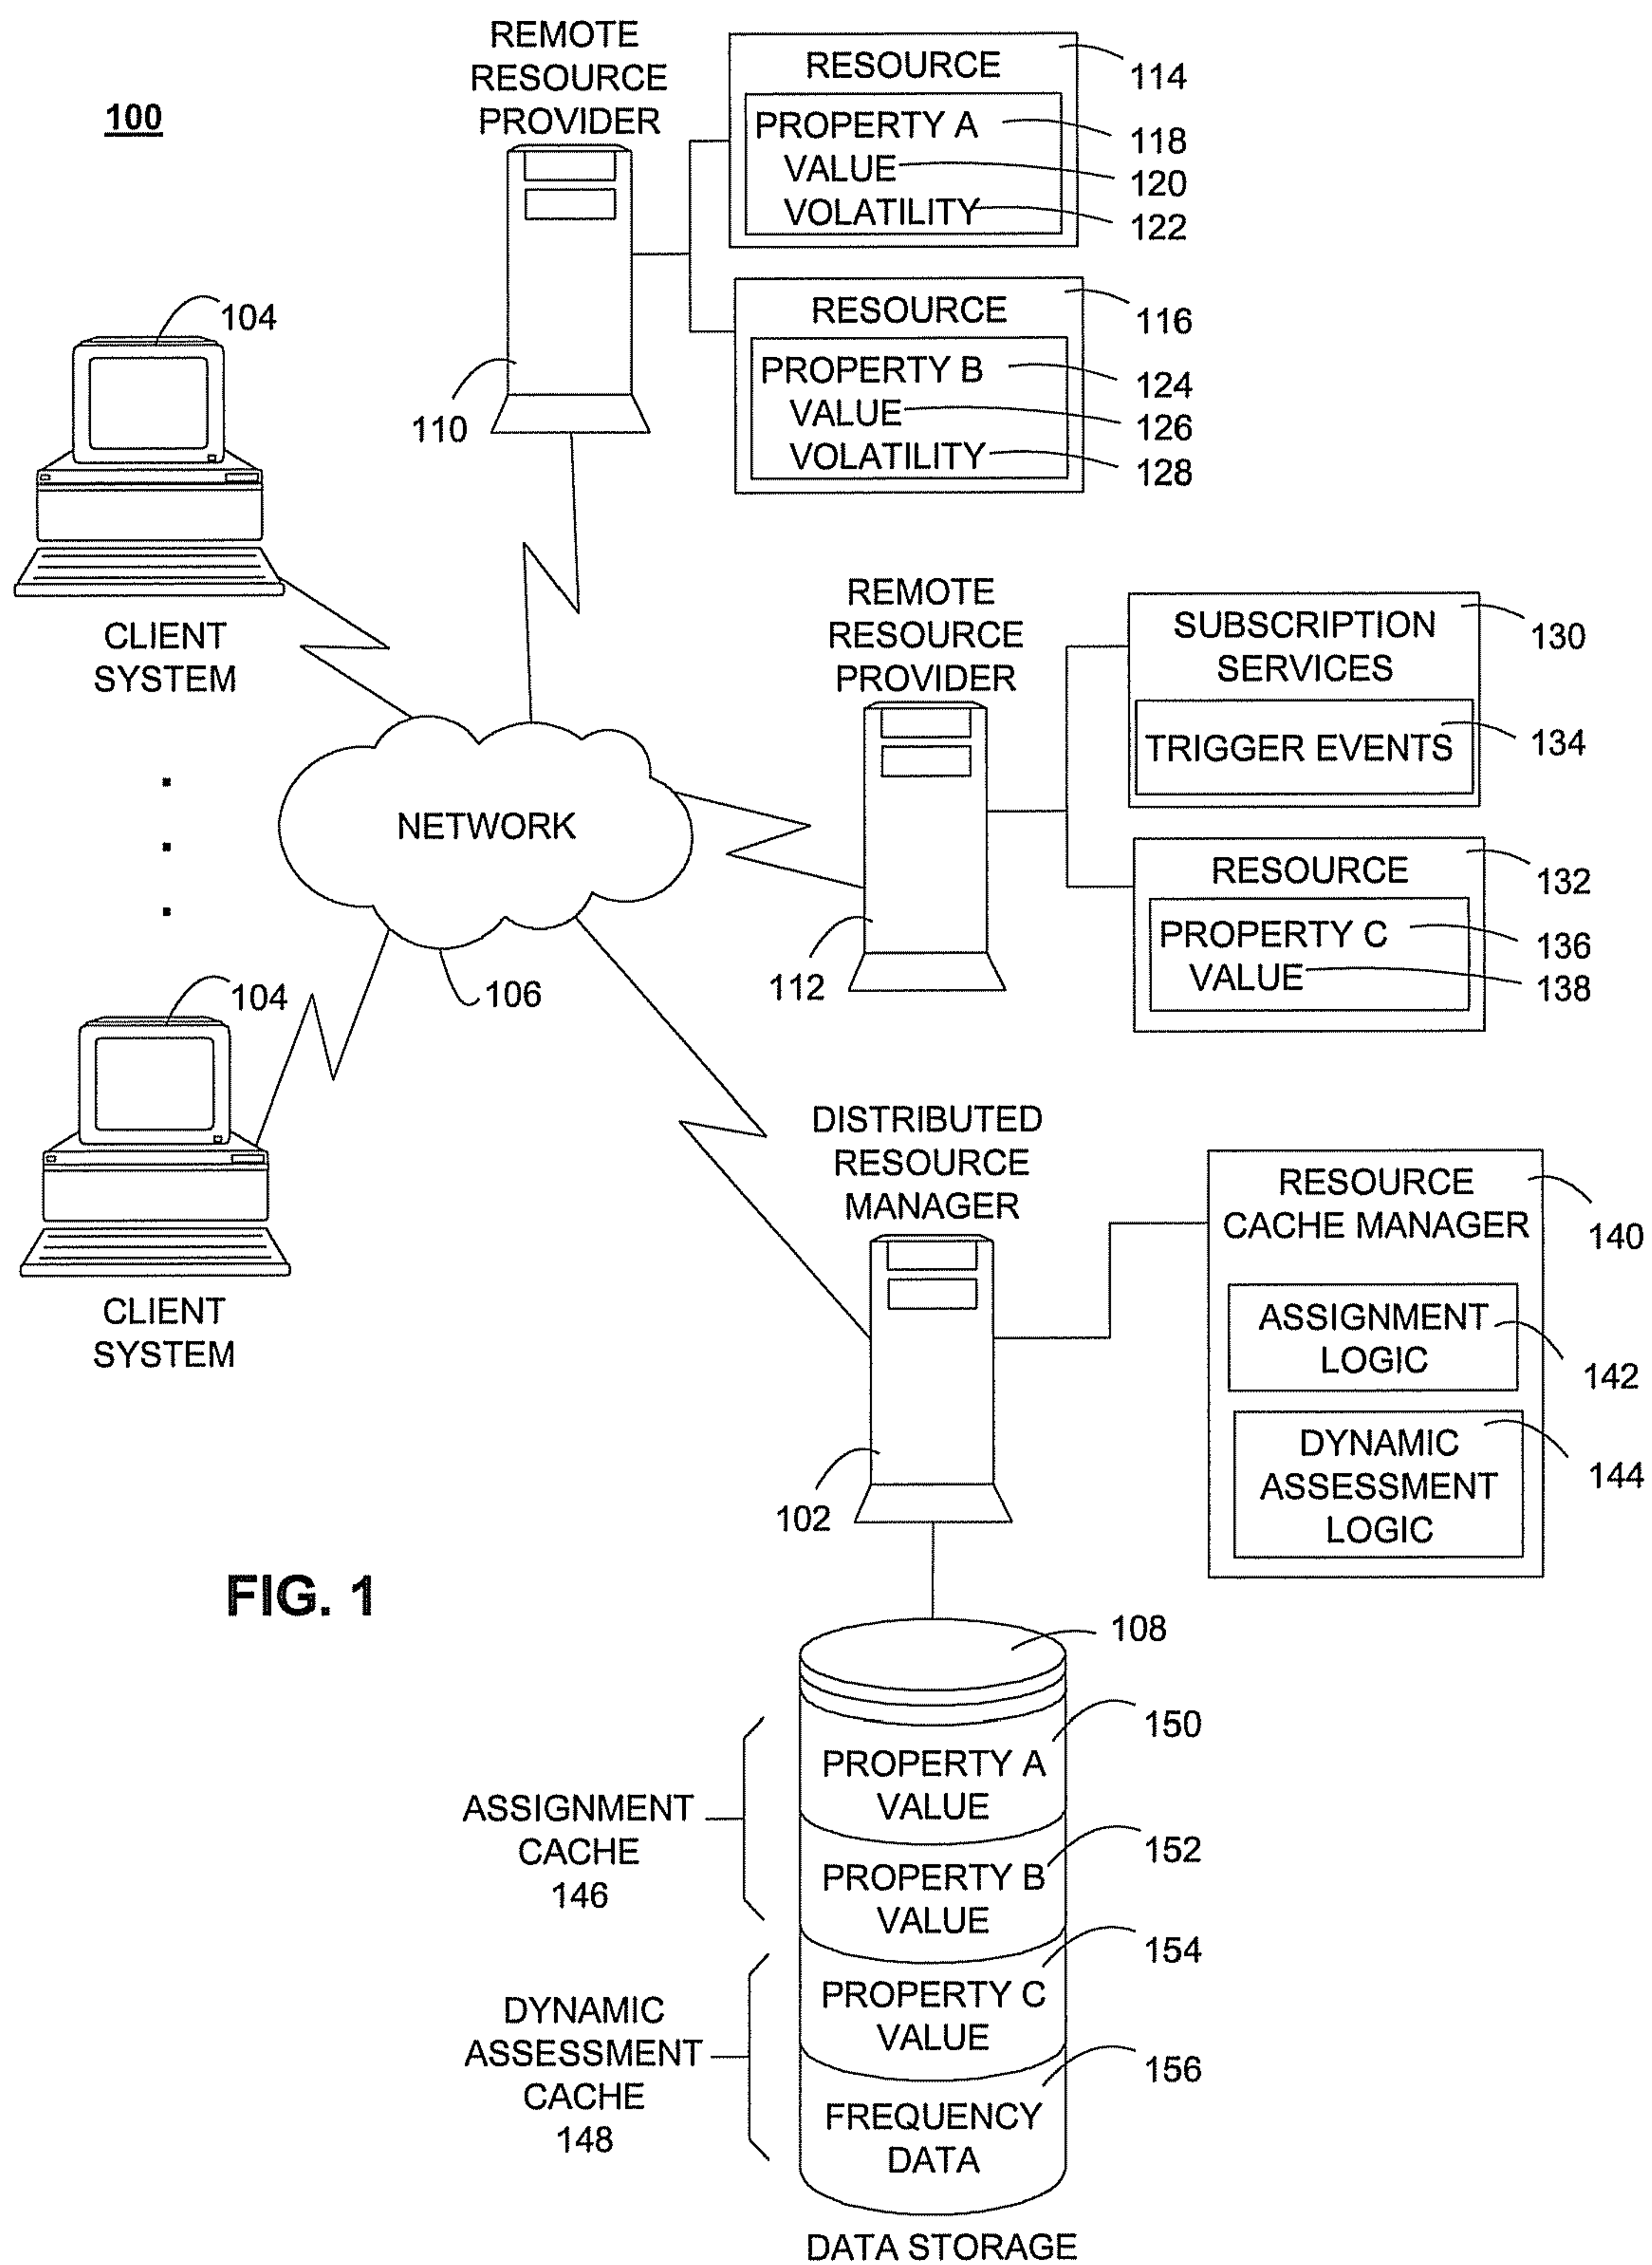 100
REMOTE
RESOURCE
PROVIDER
110
RESOURCE
114
PROPERTY A
118
VALUE
120
VOLATILITY
122
RESOURCE
116
PROPERTY B
124
VALUE
126
VOLATILITY
128
104
CLIENT
SYSTEM
REMOTE
RESOURCE
PROVIDER
112
SUBSCRIPTION
SERVICES
130
TRIGGER EVENTS
134
RESOURCE
132
PROPERTY C
136
VALUE
138
NETWORK
106
104
CLIENT
SYSTEM
DISTRIBUTED
RESOURCE
MANAGER
102
RESOURCE
CACHE MANAGER
140
ASSIGNMENT
LOGIC
142
DYNAMIC
ASSESSMENT
LOGIC
144
FIG. 1
108
ASSIGNMENT
CACHE
146
PROPERTY A
VALUE
150
PROPERTY B
VALUE
152
DYNAMIC
ASSESSMENT
CACHE
148
PROPERTY C
VALUE
154
FREQUENCY
DATA
156
DATA STORAGE